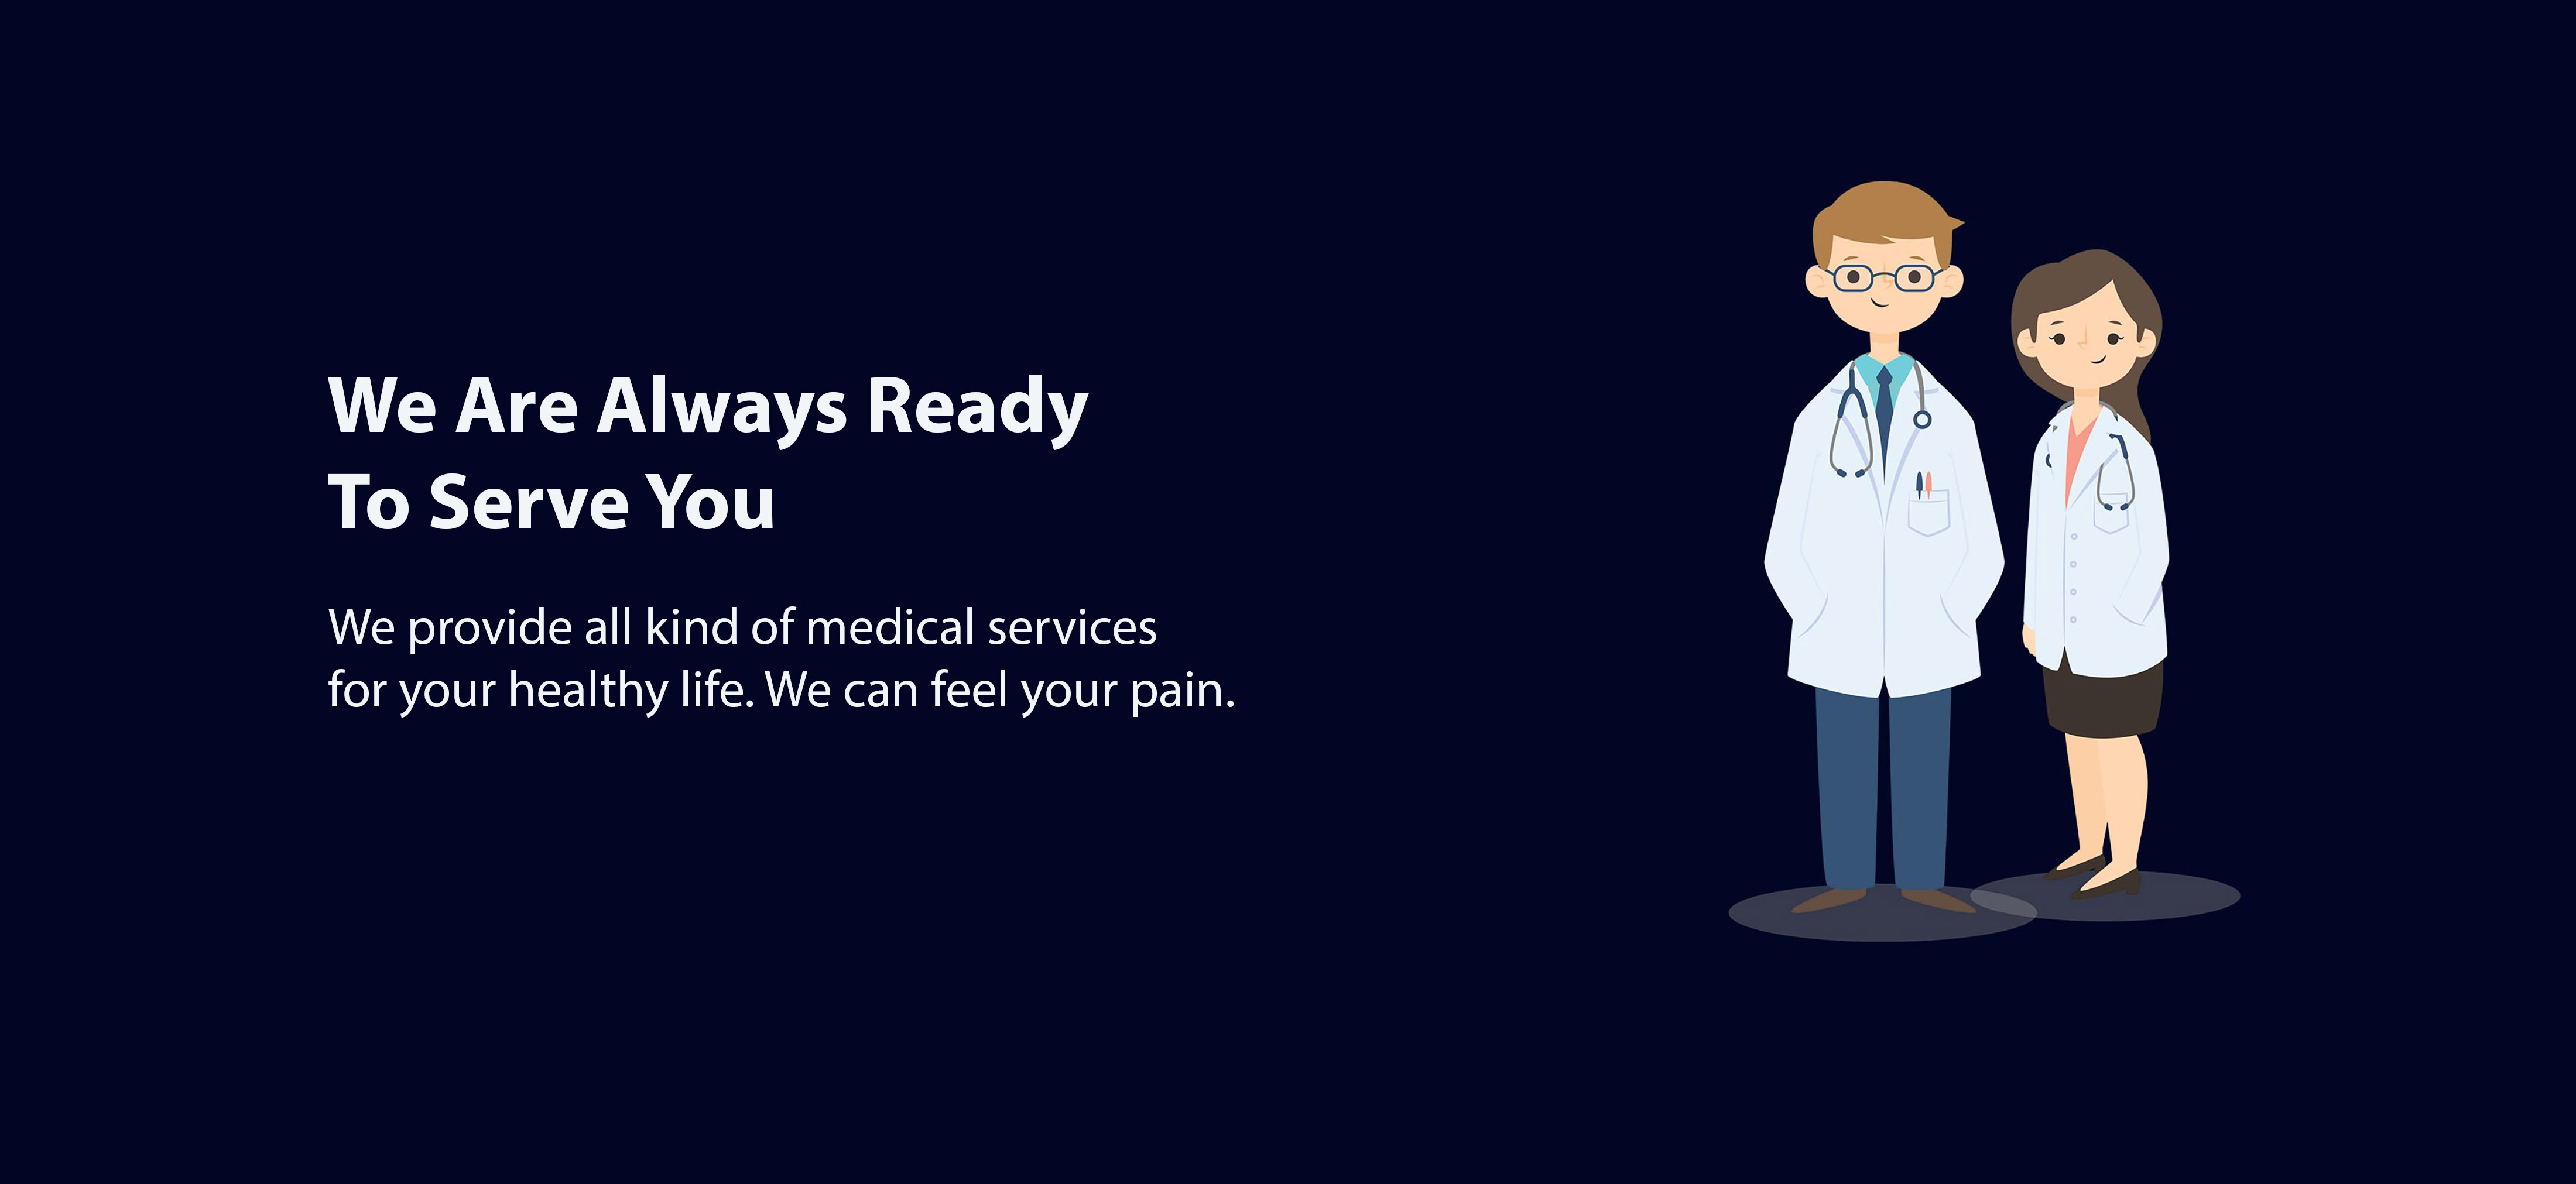 We Are Always Ready
To Serve You
We provide all kind of medical services
for your healthy life. We can feel your pain.